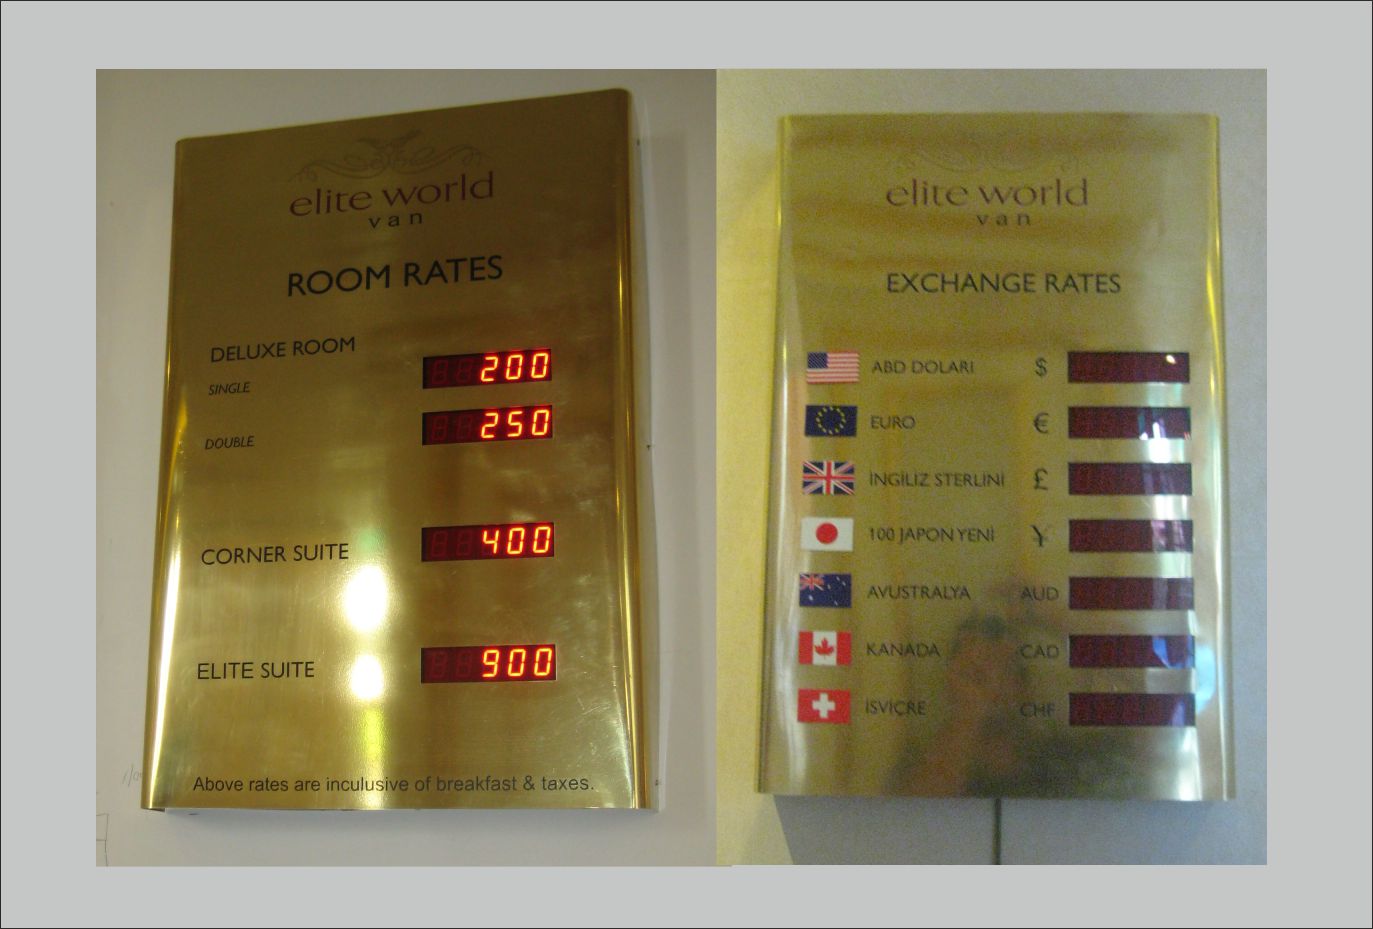 elite world
van
ROOM RATES
DELUXE ROOM
SINGLE
200
DOUBLE
250
CORNER SUITE
400
ELITE SUITE
900
Above rates are inculusive of breakfast & taxes.
elite world
van
EXCHANGE RATES
ABD DOLARI $
EURO €
İNGİLİZ STERLİNİ £
100 JAPON YENİ ¥
AVUSTRALYA AUD
KANADA CAD
İSVİÇRE CHF